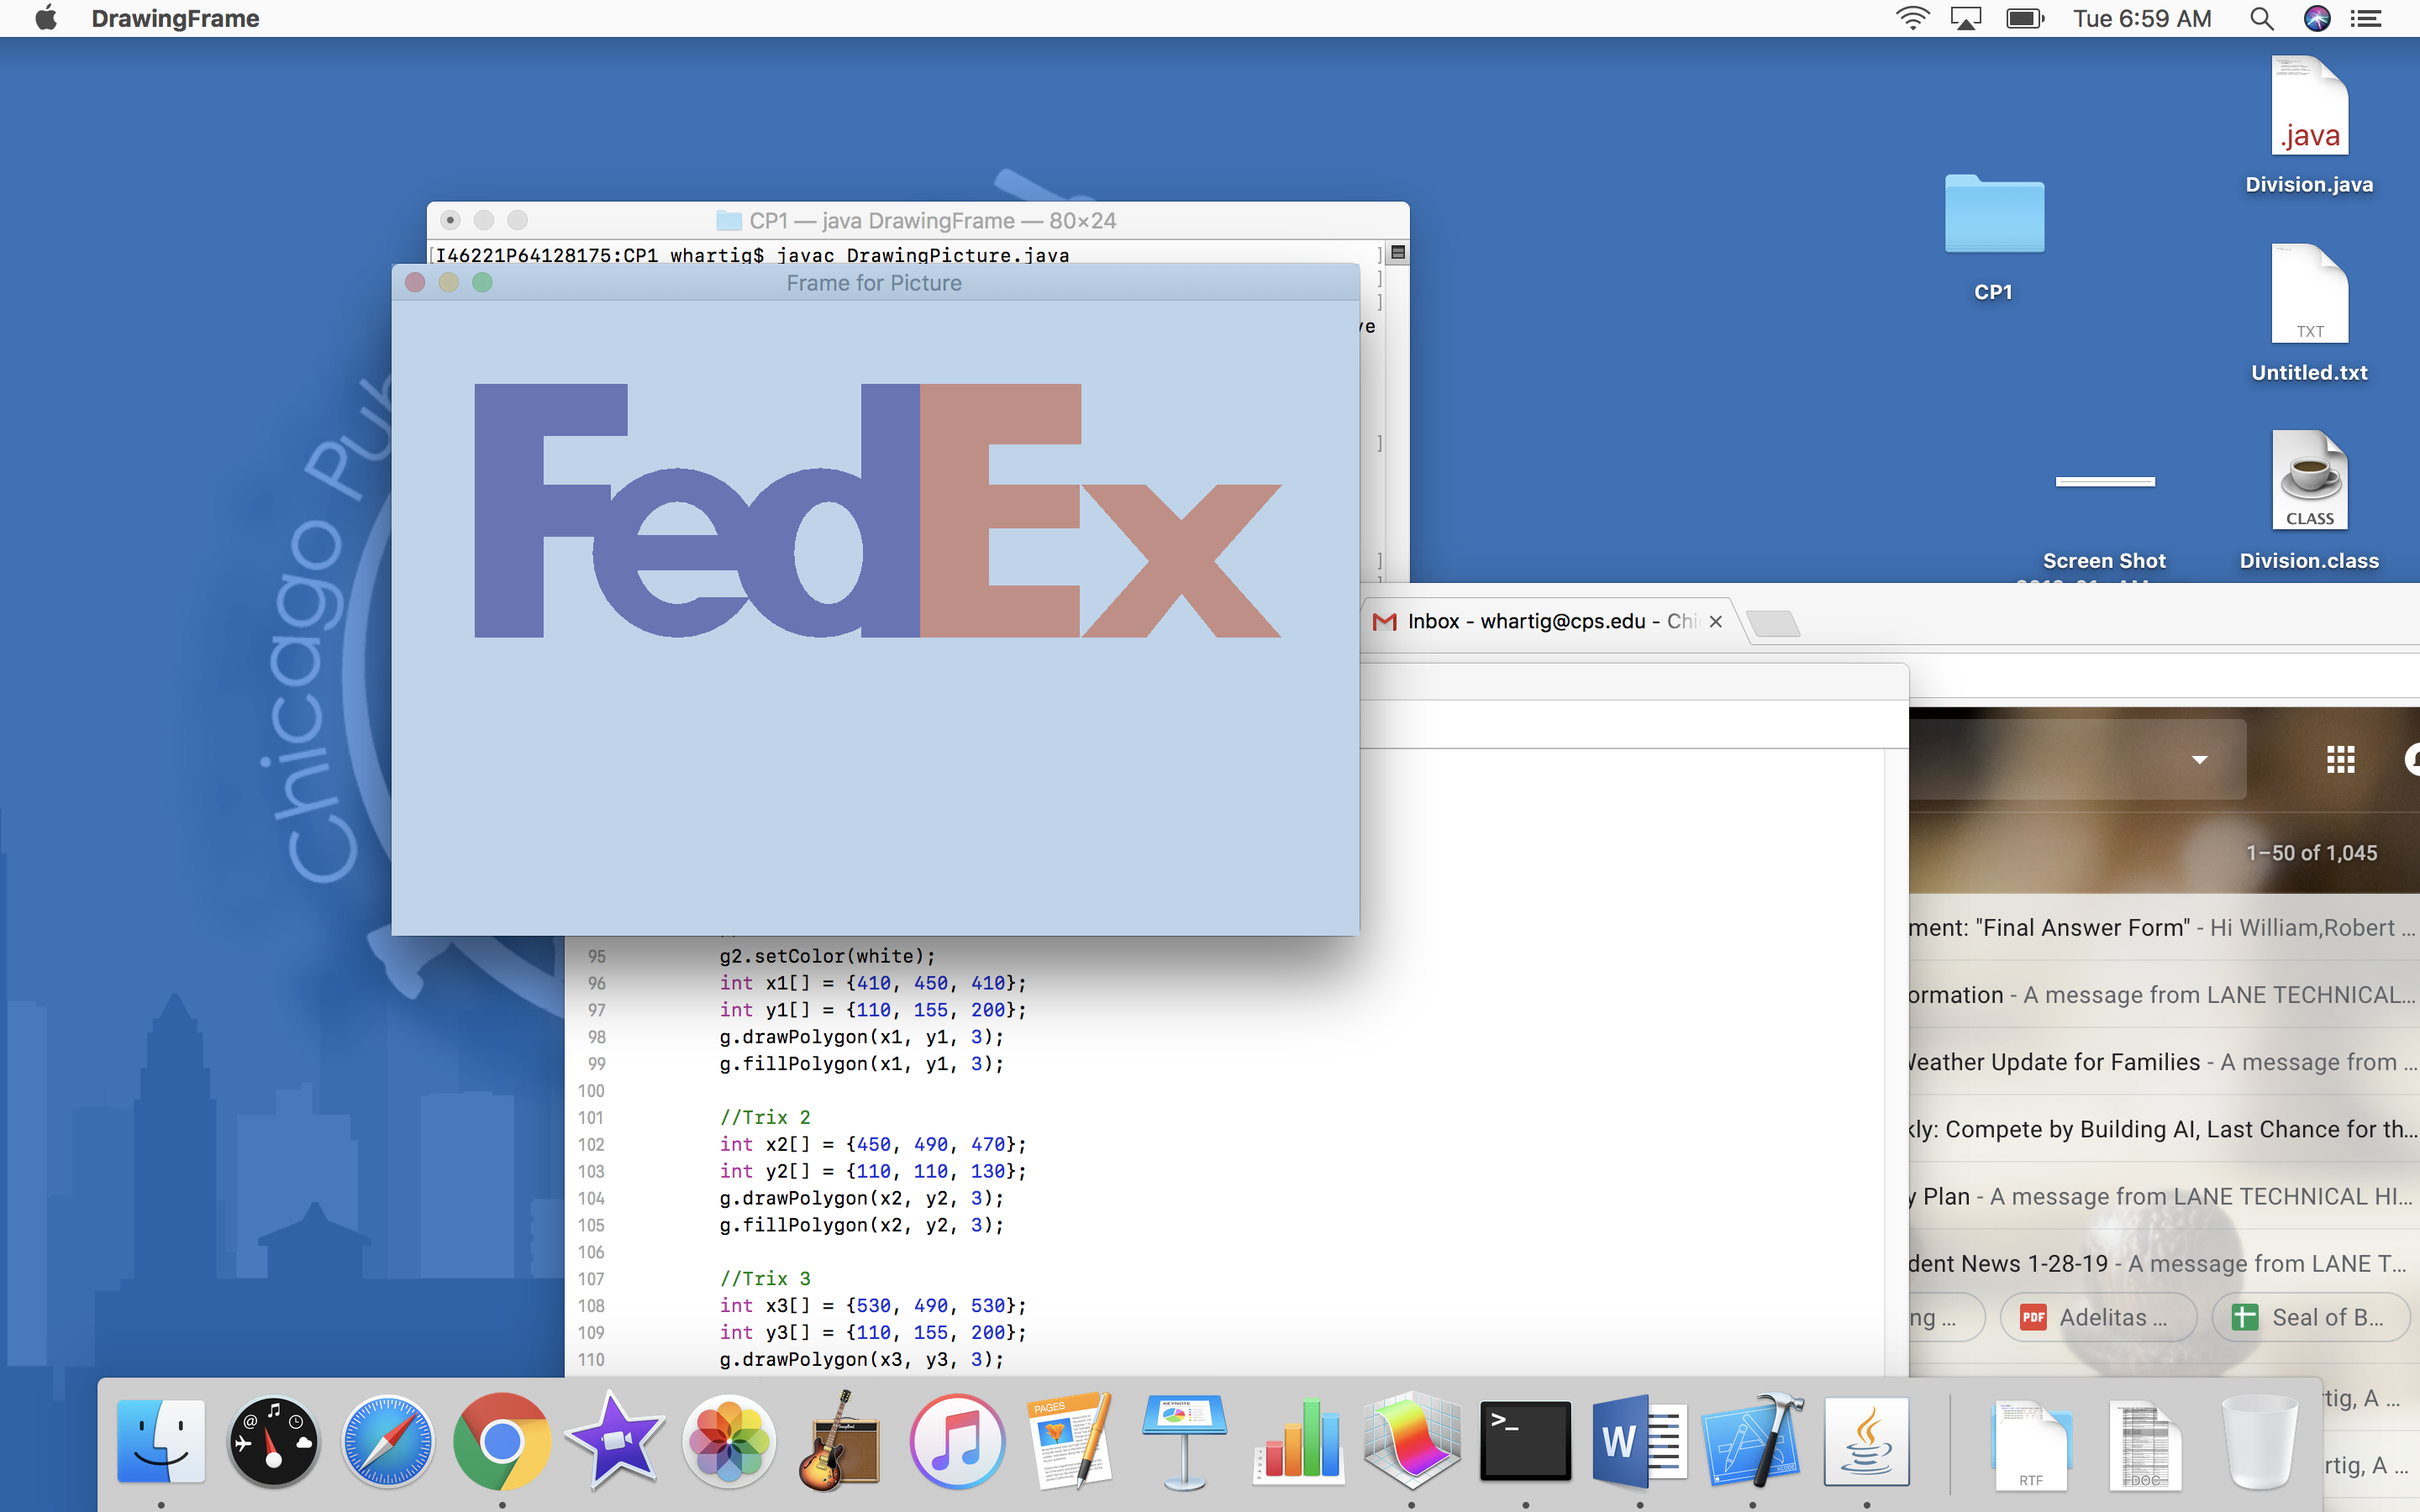 DrawingFrame
Tue 6:59 AM
.java
Division.java
CP1
TXT
Untitled.txt
CLASS
Division.class
Screen Shot
Chicago Pub
CP1 — java DrawingFrame — 80×24
[I46221P64128175:CP1 whartig$ javac DrawingPicture.java ]
Frame for Picture
FedEx
Inbox - whartig@cps.edu - Chi
1–50 of 1,045
ment: "Final Answer Form" - Hi William,Robert ...
ormation - A message from LANE TECHNICAL...
Weather Update for Families - A message from ...
kly: Compete by Building AI, Last Chance for th...
y Plan - A message from LANE TECHNICAL HI...
dent News 1-28-19 - A message from LANE T...
ng ...
PDF Adelitas ...
Seal of B...
rtig, A ...
rtig, A ...
95 g2.setColor(white);
96 int x1[] = {410, 450, 410};
97 int y1[] = {110, 155, 200};
98 g.drawPolygon(x1, y1, 3);
99 g.fillPolygon(x1, y1, 3);
100
101 //Trix 2
102 int x2[] = {450, 490, 470};
103 int y2[] = {110, 110, 130};
104 g.drawPolygon(x2, y2, 3);
105 g.fillPolygon(x2, y2, 3);
106
107 //Trix 3
108 int x3[] = {530, 490, 530};
109 int y3[] = {110, 155, 200};
110 g.drawPolygon(x3, y3, 3);
PAGES
KEYNOTE
>_
W
RTF
DOC